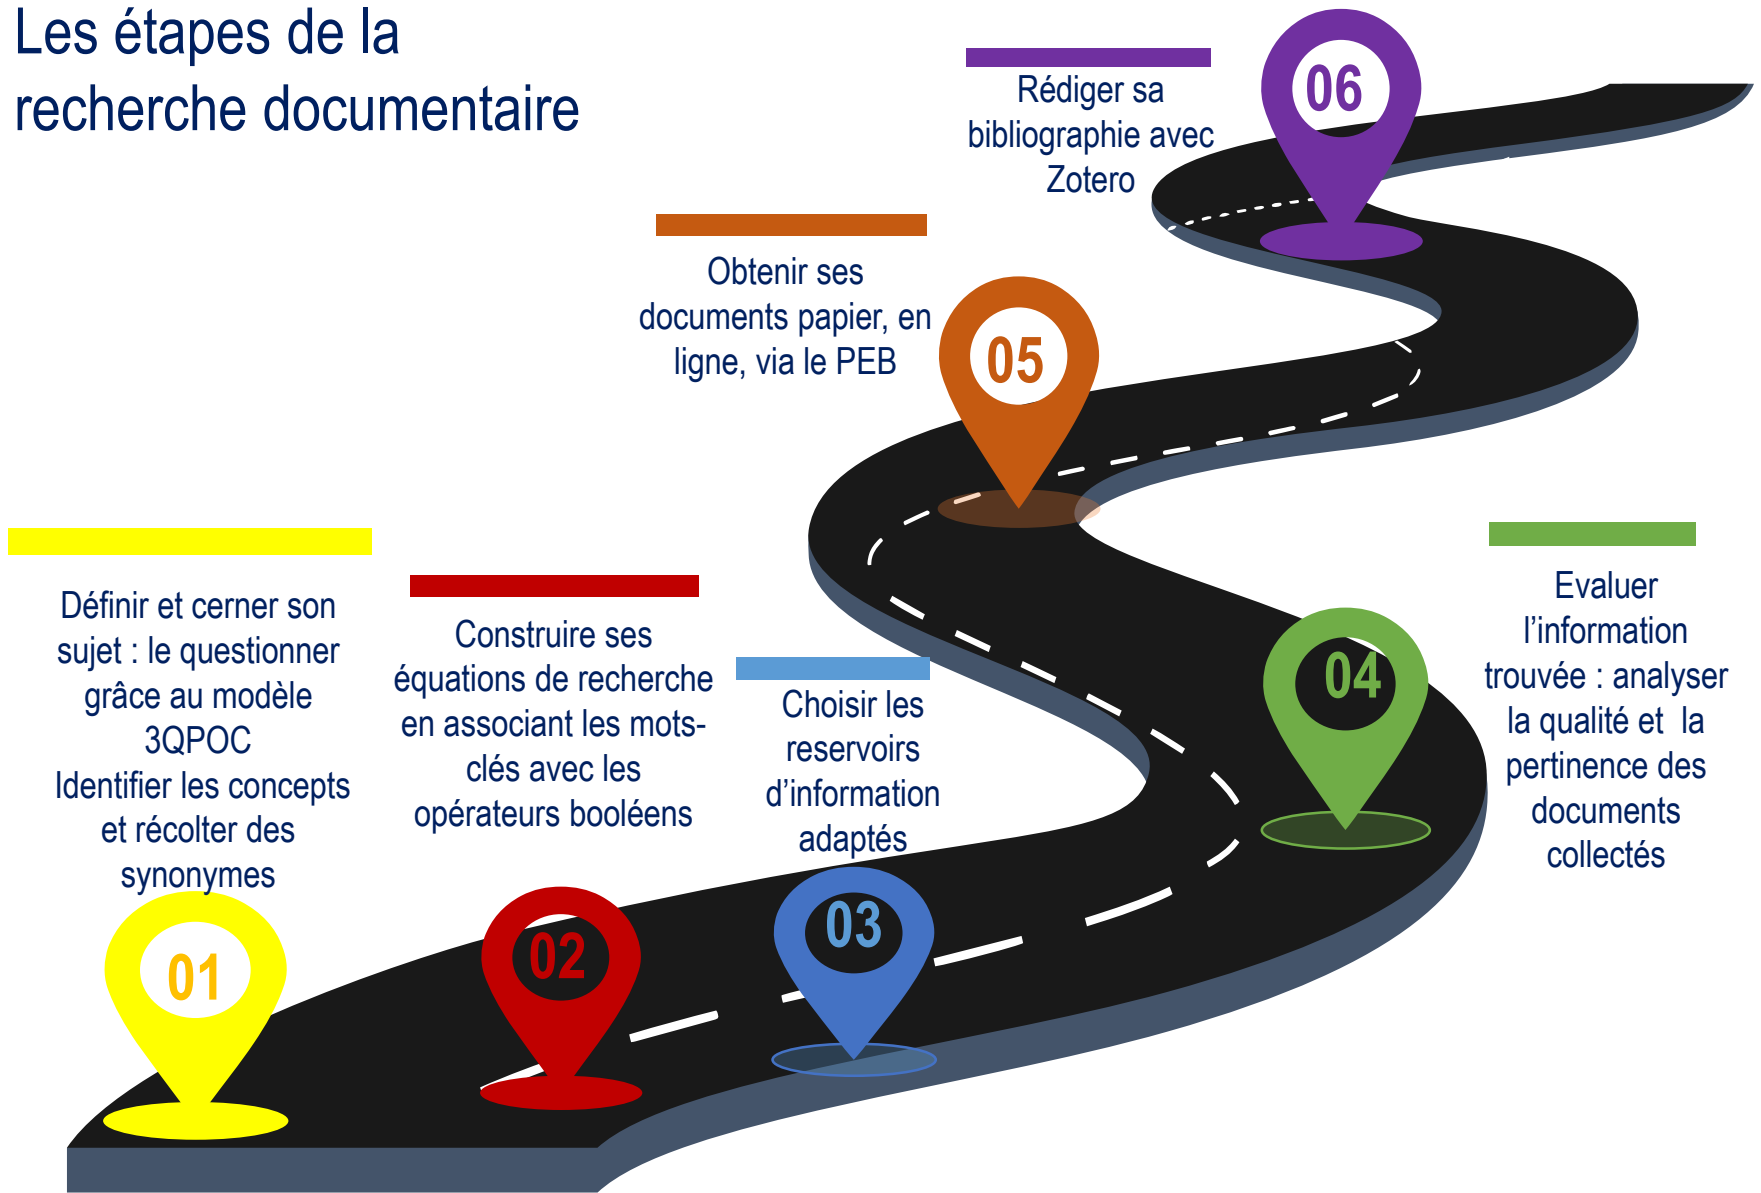 Les étapes de la
recherche documentaire
Définir et cerner son
sujet : le questionner
grâce au modèle
3QPOC
Identifier les concepts
et récolter des
synonymes
01
Construire ses
équations de recherche
en associant les mots-
clés avec les
opérateurs booléens
02
Choisir les
reservoirs
d’information
adaptés
03
Evaluer
l’information
trouvée : analyser
la qualité et  la
pertinence des
documents
collectés
04
Obtenir ses
documents papier, en
ligne, via le PEB
05
Rédiger sa
bibliographie avec
Zotero
06